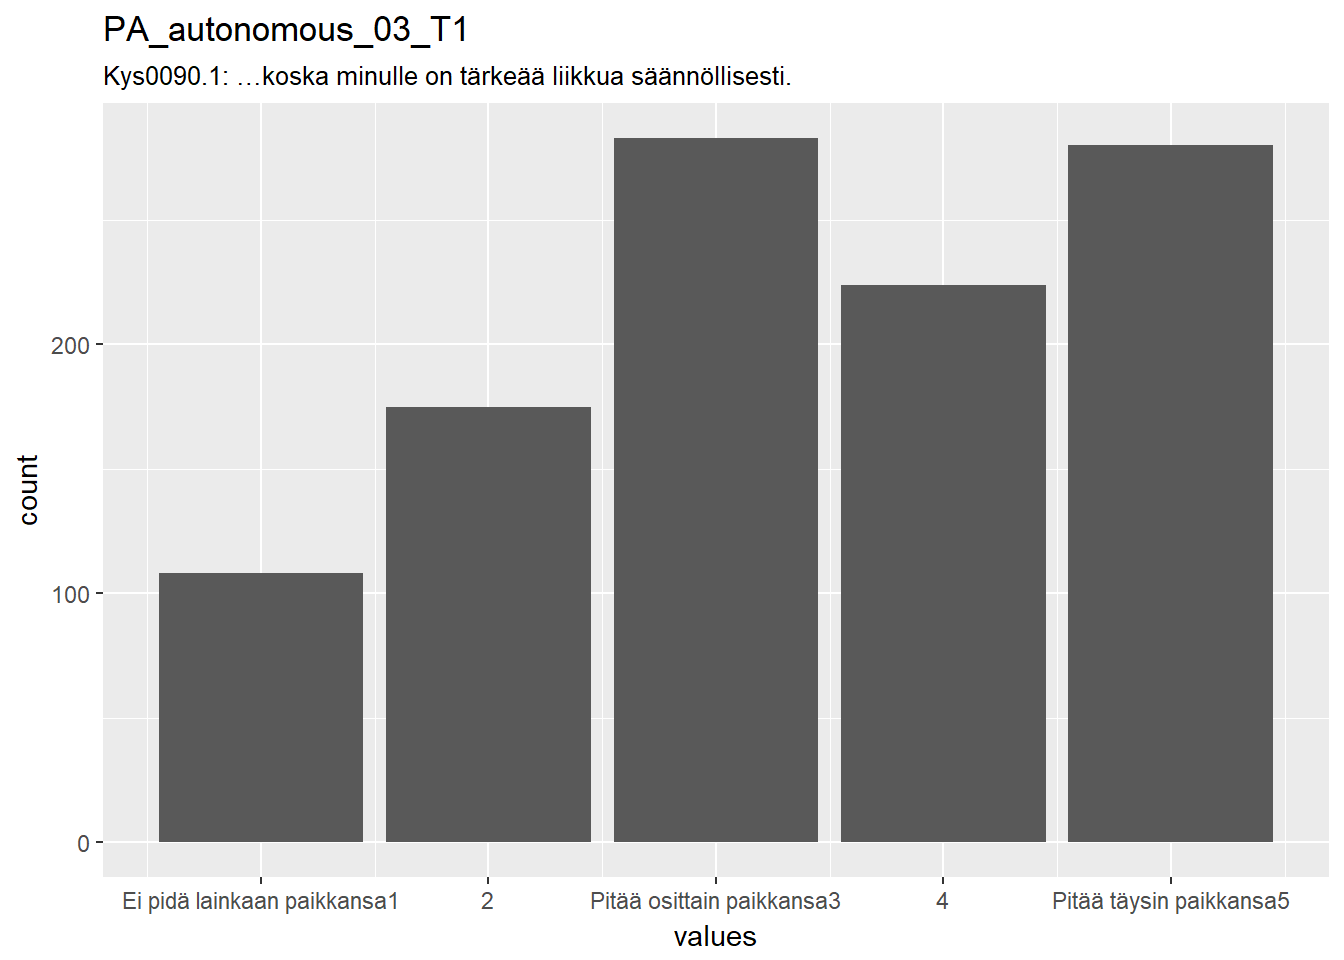 PA_autonomous_03_T1
Kys0090.1: …koska minulle on tärkeää liikkua säännöllisesti.
count
200
100
0
Ei pidä lainkaan paikkansa1
2
Pitää osittain paikkansa3
4
Pitää täysin paikkansa5
values